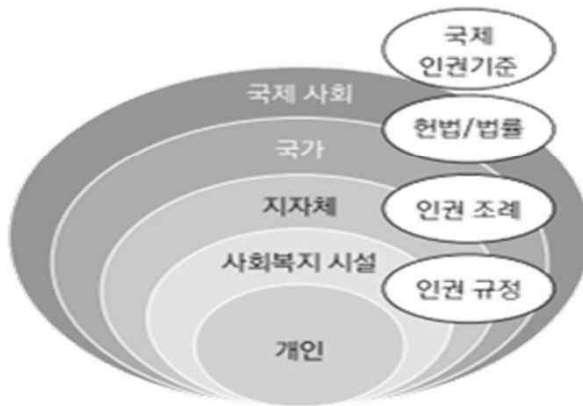 국제
인권기준
국제 사회
헌법/법률
국가
지자체
인권 조례
사회복지 시설
인권 규정
개인